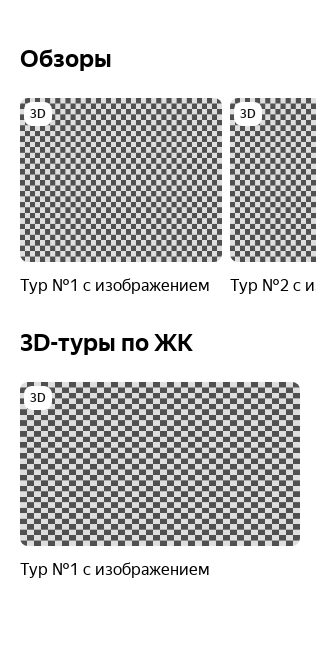 Обзоры
3D
3D
Тур №1 с изображением
Тур №2 с и
3D-туры по ЖК
3D
Тур №1 с изображением